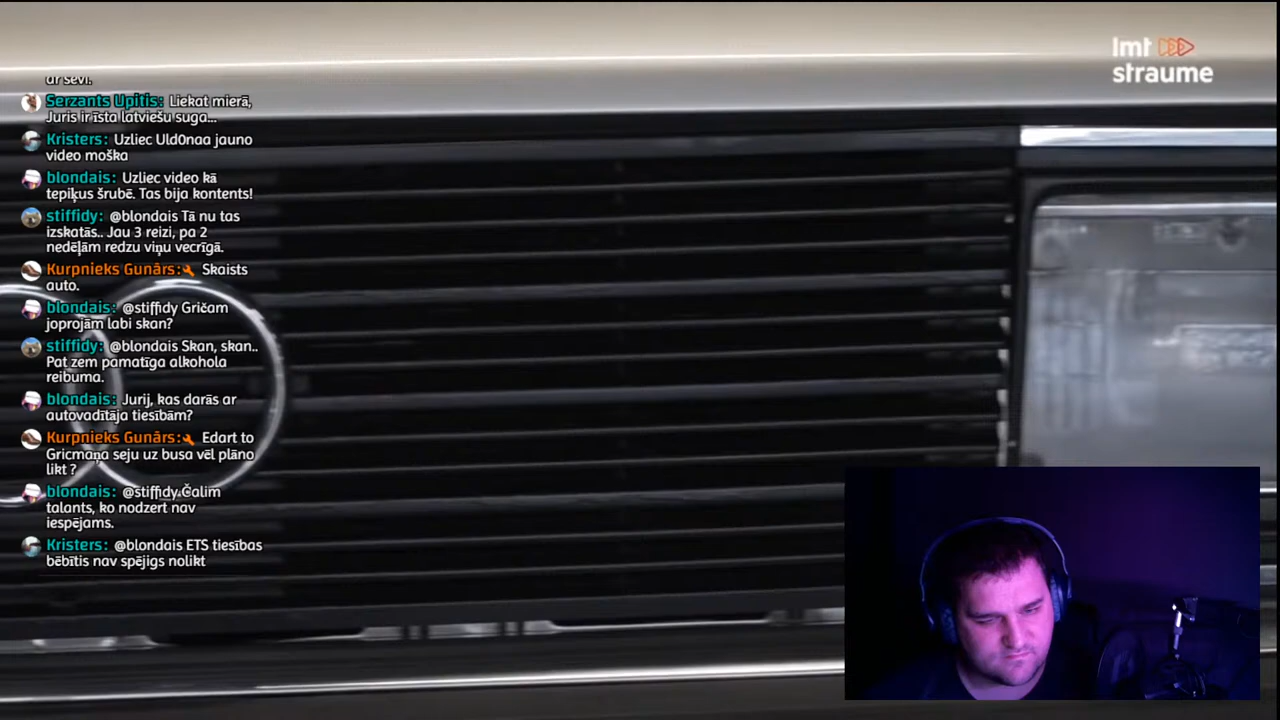 lmt
straume
ar sevi.
Serzants Upitis: Liekat mierā,
Juris ir īsta latviešu suga...
Kristers: Uzliec Uld0naa jauno
video moška
blondais: Uzliec video kā
tepiķus šrubē. Tas bija kontents!
stiffidy: @blondais Tā nu tas
izskatās.. Jau 3 reizi, pa 2
nedēļām redzu viņu vecrīgā.
Kurpnieks Gunārs: Skaists
auto.
blondais: @stiffidy Gričam
joprojām labi skan?
stiffidy: @blondais Skan, skan..
Pat zem pamatīga alkohola
reibuma.
blondais: Jurij, kas darās ar
autovadītāja tiesībām?
Kurpnieks Gunārs: Edart to
Gricmaņa seju uz busa vēl plāno
likt ?
blondais: @stiffidy Čalim
talants, ko nodzert nav
iespējams.
Kristers: @blondais ETS tiesības
bēbītis nav spējigs nolikt